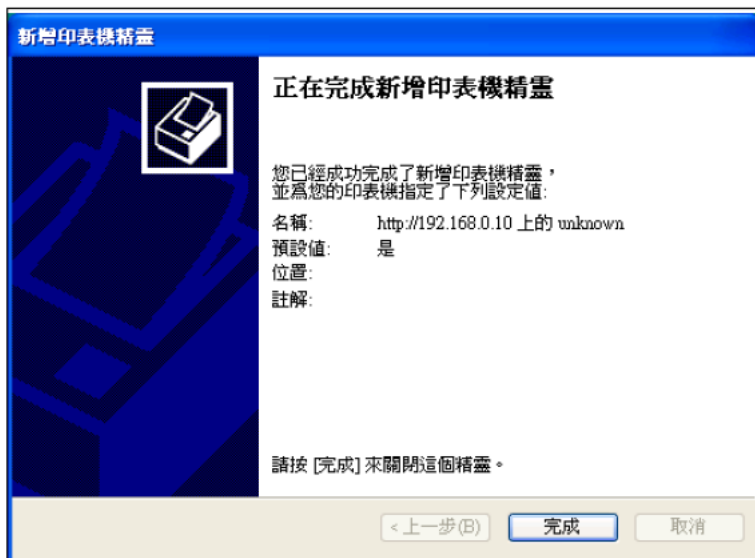 新增印表機精靈
正在完成新增印表機精靈
您已經成功完成了新增印表機精靈，
並為您的印表機指定了下列設定值:
名稱: http://192.168.0.10 上的 unknown
預設值: 是
位置:
註解:
請按 [完成] 來關閉這個精靈。
<上一步(B) 完成 取消